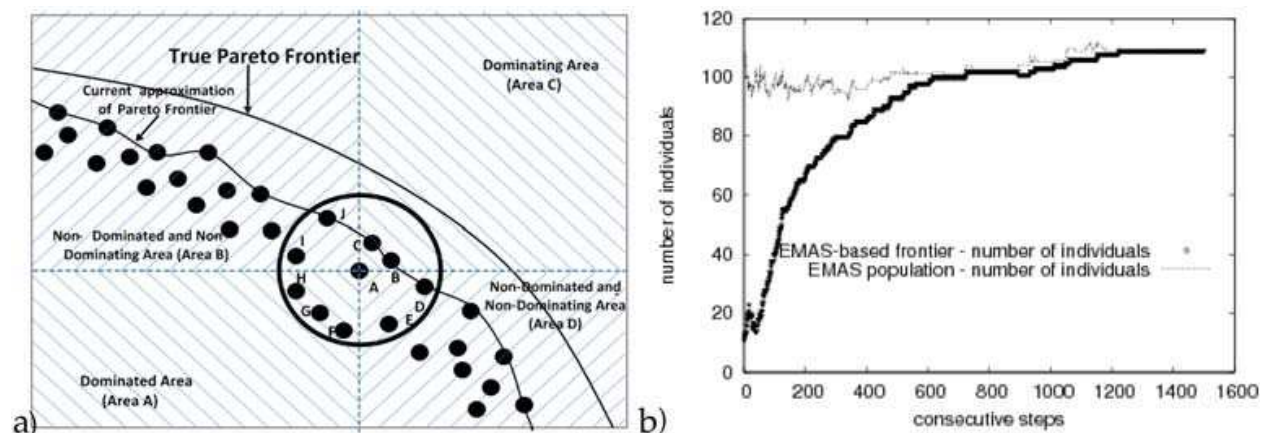 a)
True Pareto Frontier
Dominating Area
(Area C)
Current approximation
of Pareto Frontier
J
I
C
Non- Dominated and Non-
Dominating Area (Area B)
B
H
A
Non-Dominated and
Non-Dominating Area
(Area D)
D
G
E
F
Dominated Area
(Area A)
b)
120
100
80
60
40
20
0
number of individuals
EMAS-based frontier - number of individuals
EMAS population - number of individuals
0 200 400 600 800 1000 1200 1400 1600
consecutive steps